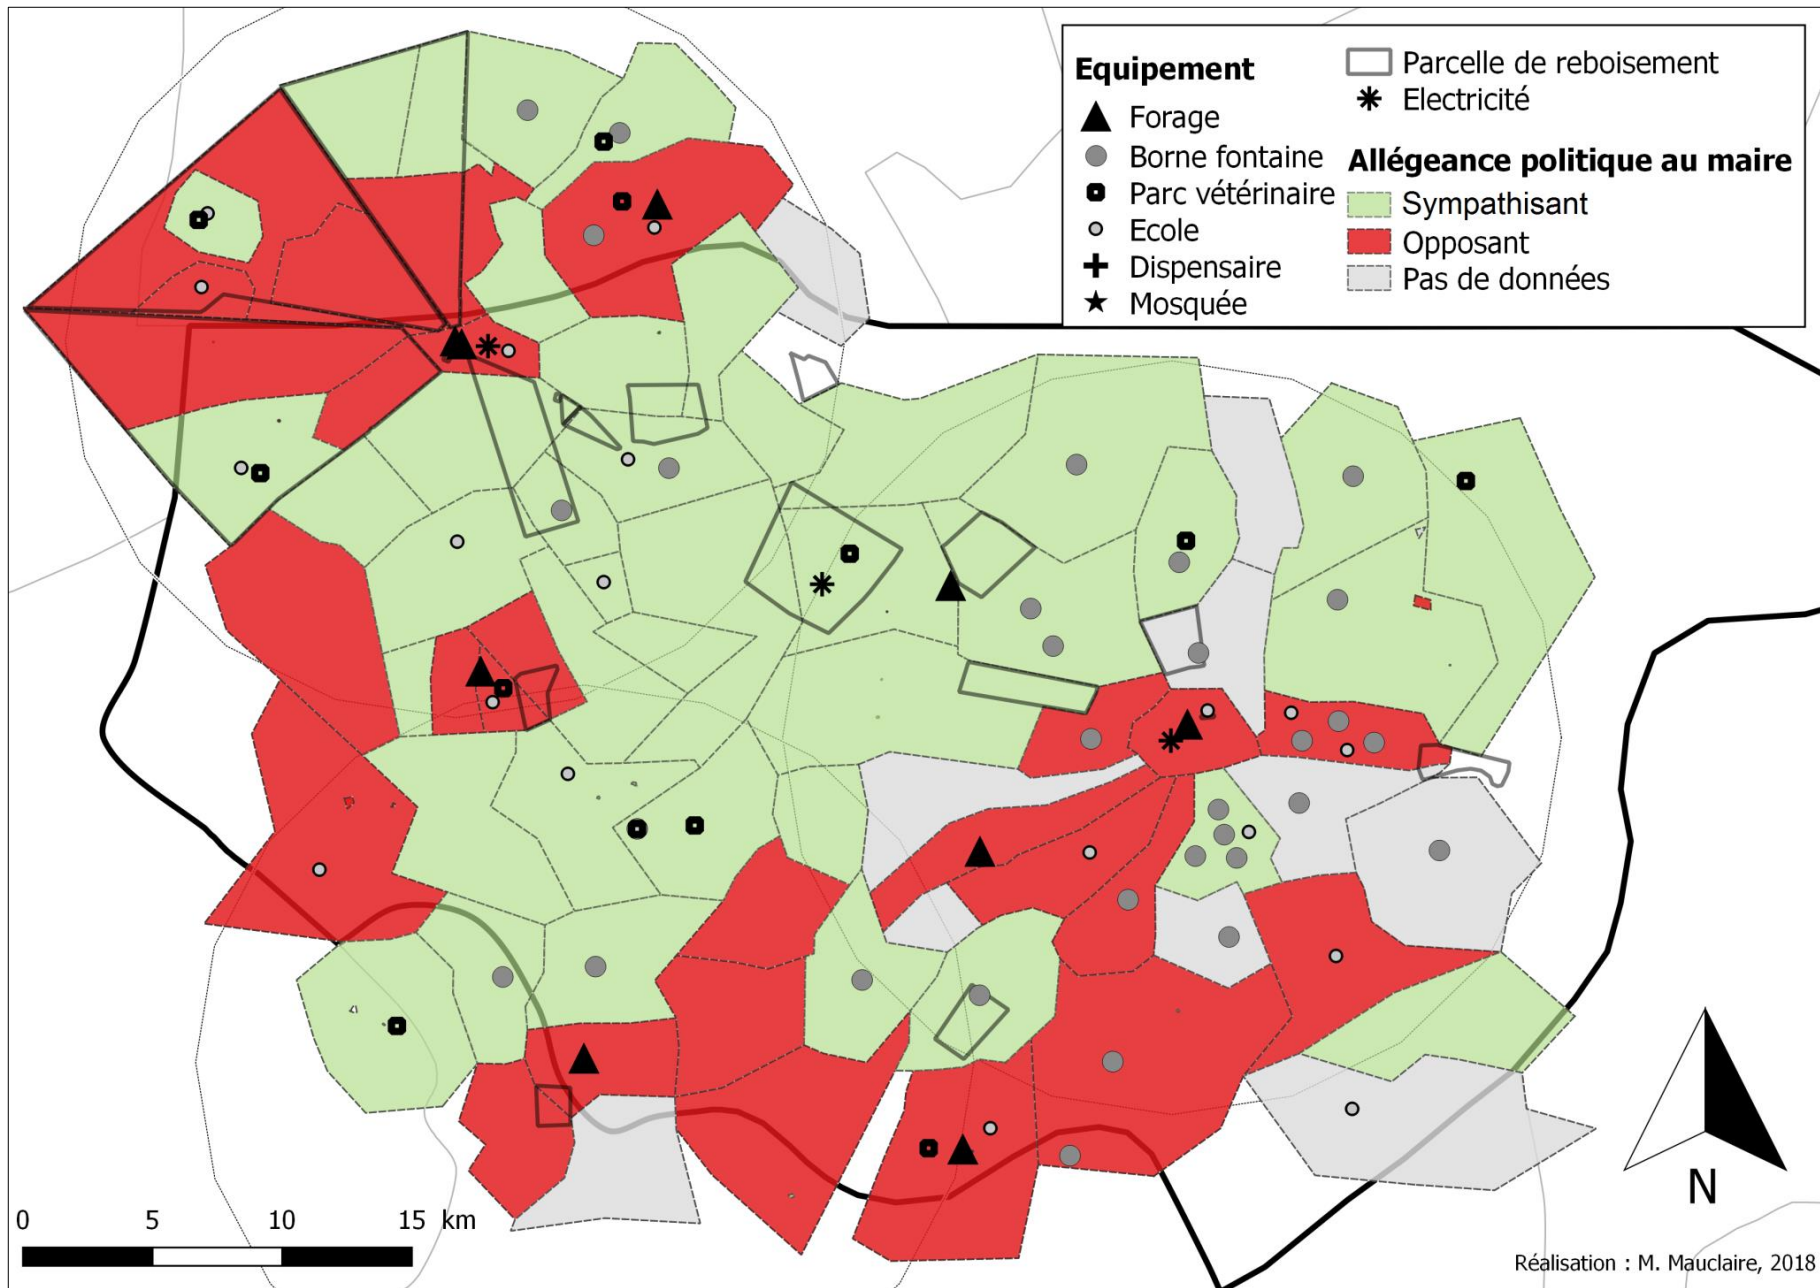 Equipement
Forage
Borne fontaine
Parc vétérinaire
Ecole
Dispensaire
Mosquée
Parcelle de reboisement
Electricité
Allégeance politique au maire
Sympathisant
Opposant
Pas de données
N
0 5 10 15 km
Réalisation : M. Mauclaire, 2018